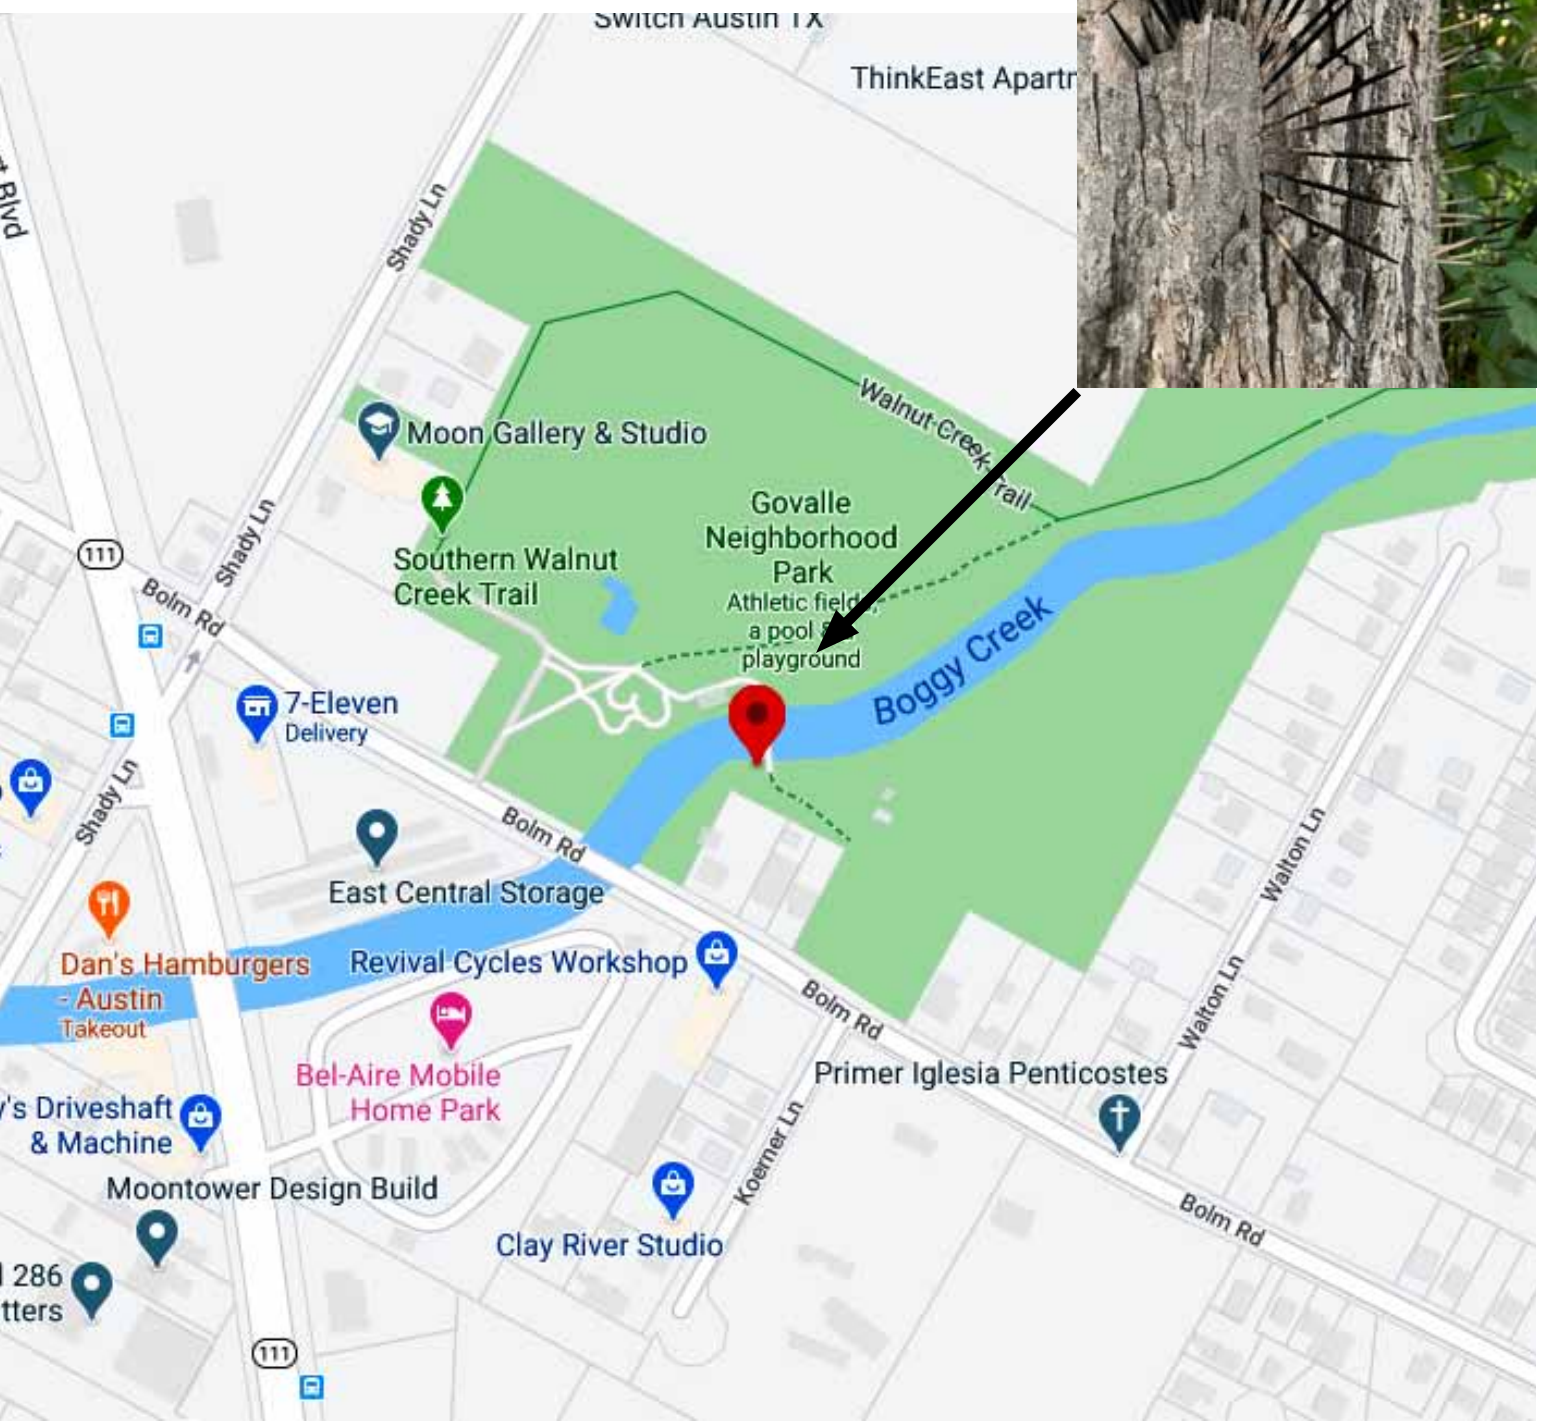 Switch Austin TX
ThinkEast Apartr
Blvd
Shady Ln
Walnut Creek Trail
Moon Gallery & Studio
Govalle
Neighborhood
Park
Athletic fields,
a pool &
playground
Southern Walnut
Creek Trail
Shady Ln
111
Bolm Rd
Boggy Creek
7-Eleven
Delivery
Shady Ln
Bolm Rd
East Central Storage
Walton Ln
Dan's Hamburgers
- Austin
Takeout
Revival Cycles Workshop
Bolm Rd
Walton Ln
Bel-Aire Mobile
Home Park
Primer Iglesia Penticostes
y's Driveshaft
& Machine
Koerner Ln
Moontower Design Build
Bolm Rd
Clay River Studio
286
tters
111